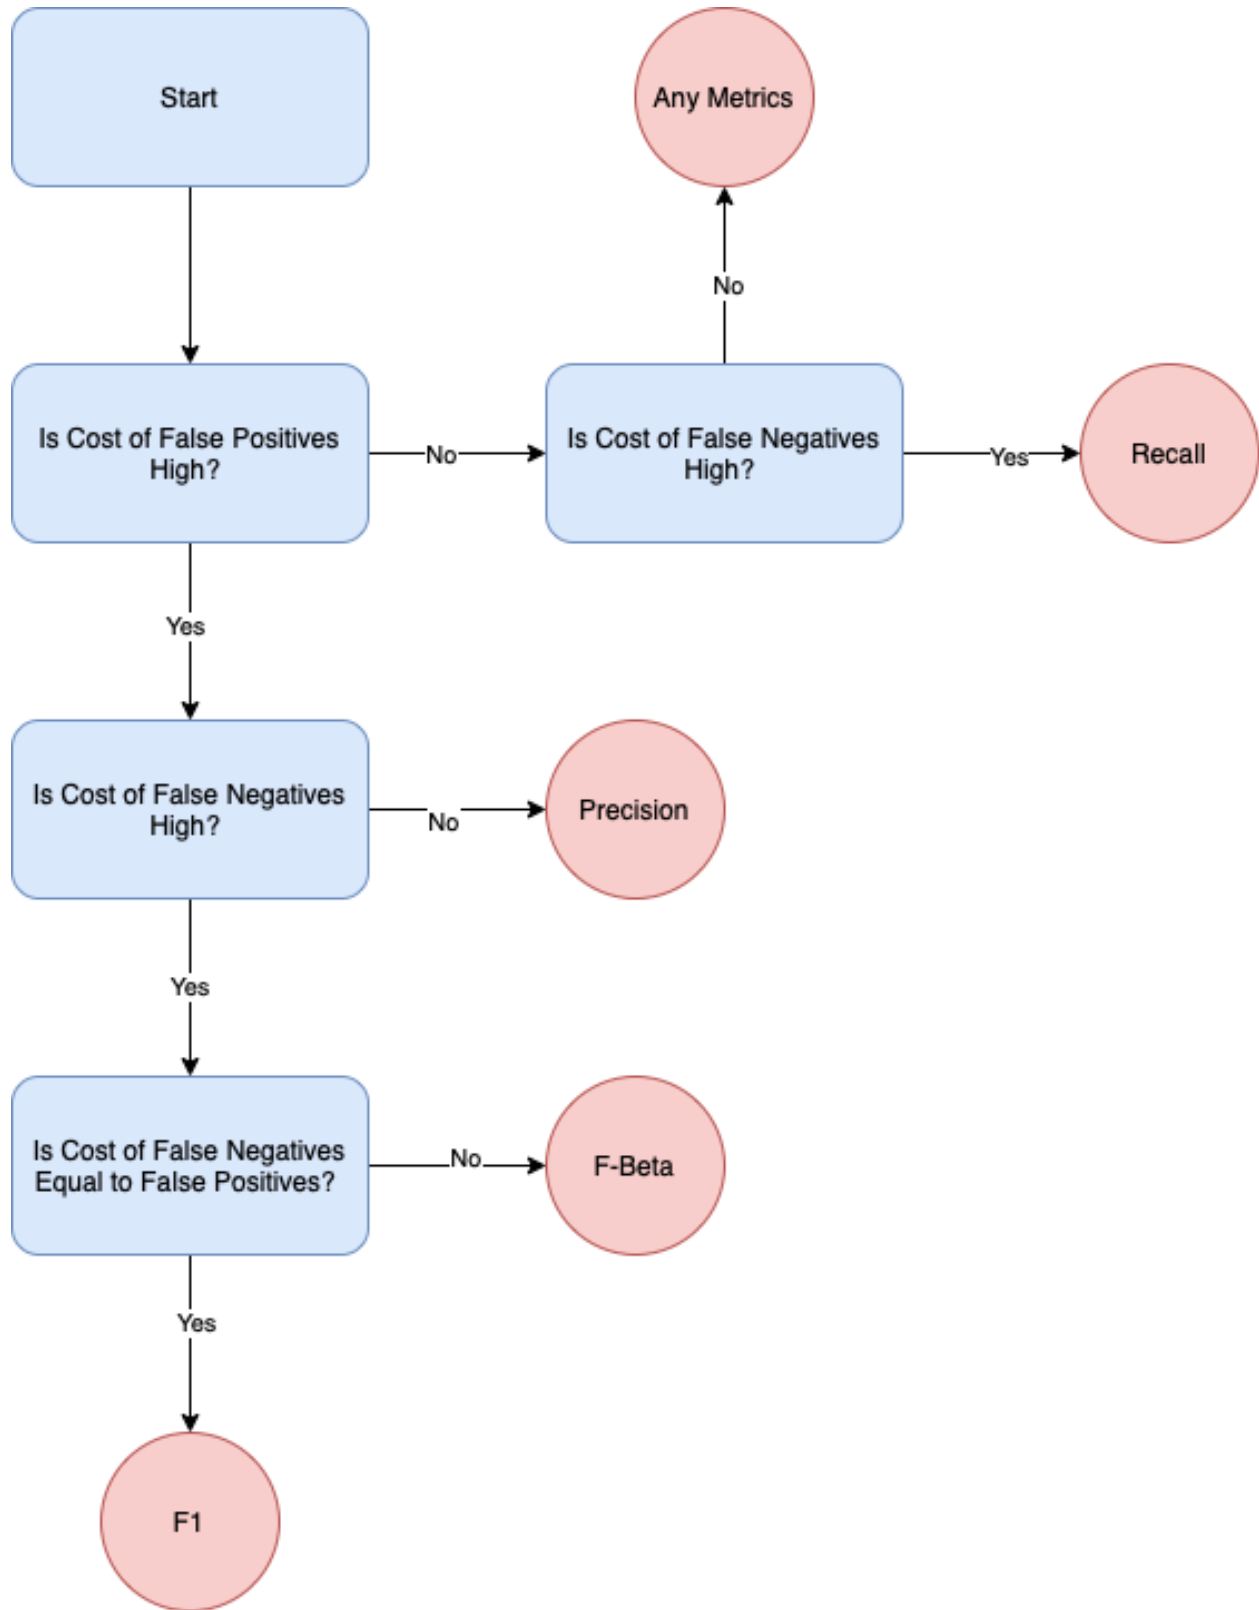 Start
Any Metrics
No
Is Cost of False Positives
High?
No
Is Cost of False Negatives
High?
Yes
Recall
Yes
Is Cost of False Negatives
High?
No
Precision
Yes
Is Cost of False Negatives
Equal to False Positives?
No
F-Beta
Yes
F1